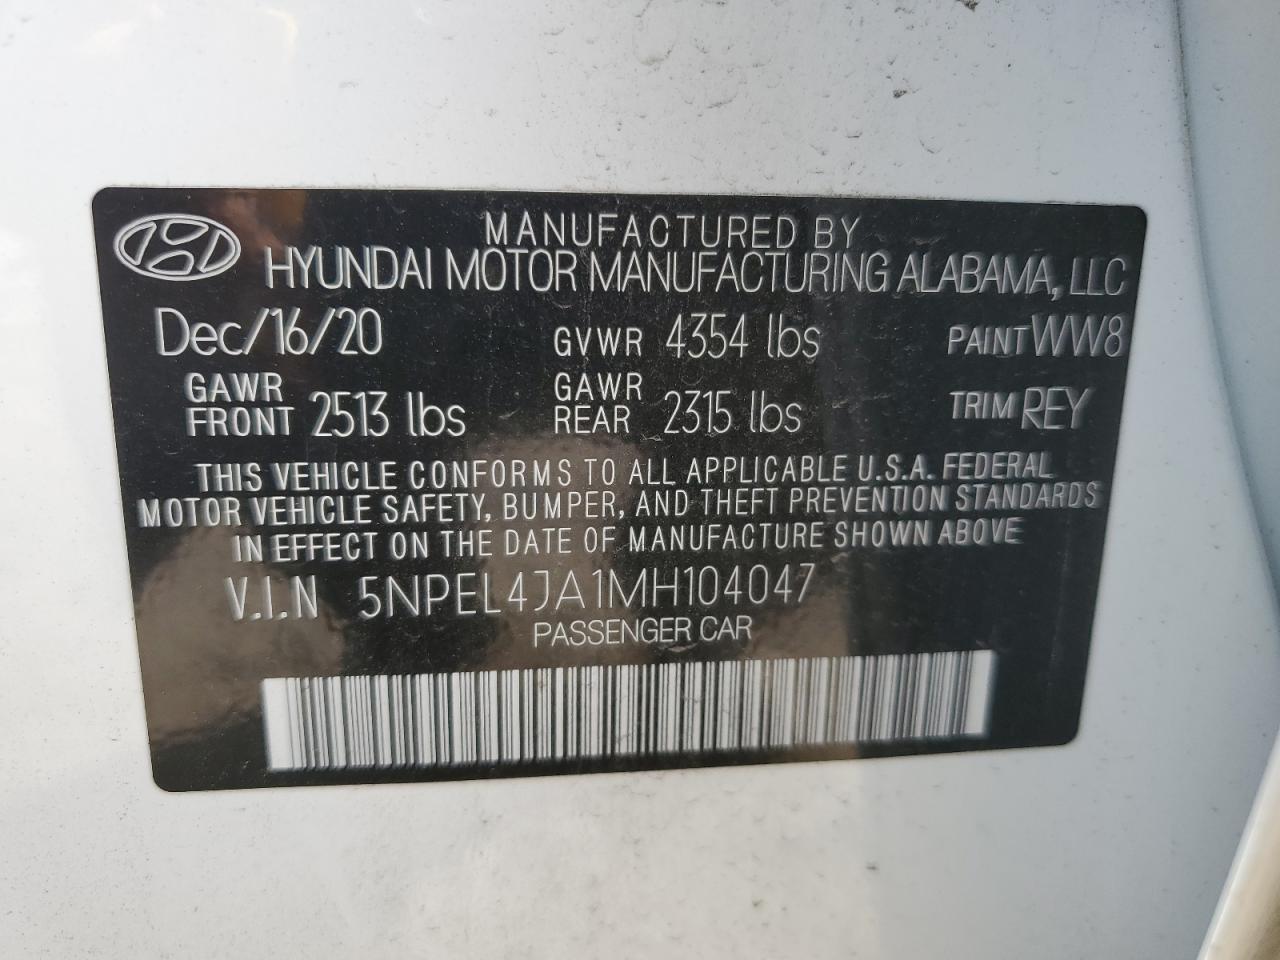 MANUFACTURED BY
HYUNDAI MOTOR MANUFACTURING ALABAMA, LLC
Dec/16/20 GVWR 4354 lbs PAINT WW8
GAWR FRONT 2513 lbs GAWR REAR 2315 lbs TRIM REY
THIS VEHICLE CONFORMS TO ALL APPLICABLE U.S.A. FEDERAL
MOTOR VEHICLE SAFETY, BUMPER, AND THEFT PREVENTION STANDARDS
IN EFFECT ON THE DATE OF MANUFACTURE SHOWN ABOVE
V.I.N 5NPEL4JA1MH104047
PASSENGER CAR